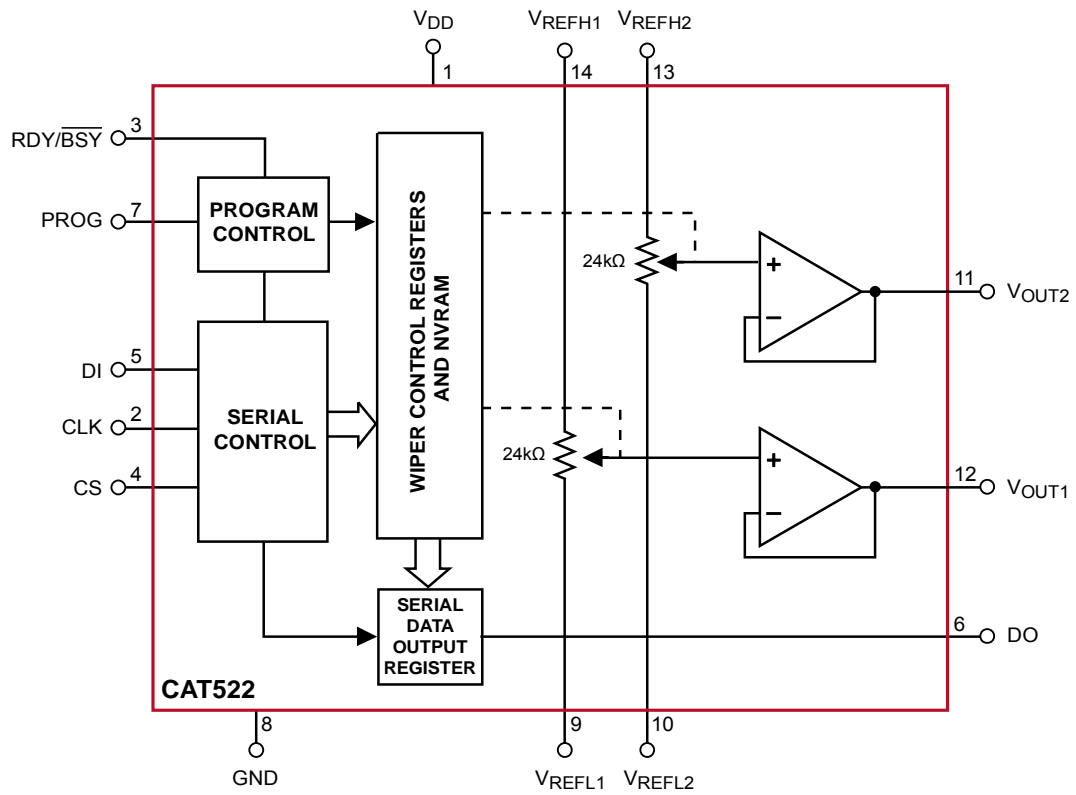 VDD
VREFH1
VREFH2
1
14
13
RDY/BSY
3
PROG
7
PROGRAM
CONTROL
WIPER CONTROL REGISTERS
AND NVRAM
24kΩ
+
–
11
VOUT2
DI
5
CLK
2
CS
4
SERIAL
CONTROL
24kΩ
+
–
12
VOUT1
SERIAL
DATA
OUTPUT
REGISTER
6
DO
CAT522
8
9
10
GND
VREFL1
VREFL2